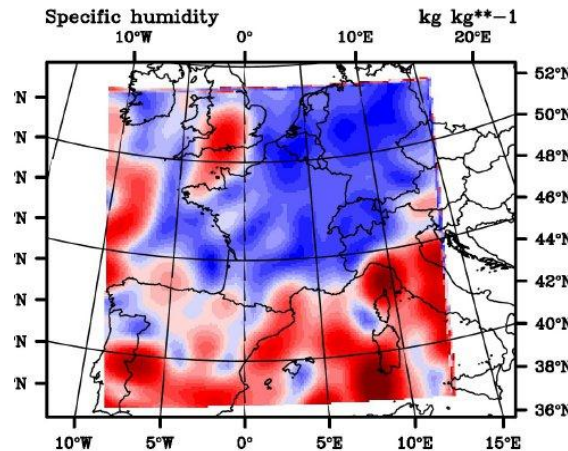 Specific humidity kg kg**-1
10°W 0° 10°E 20°E
°N 52°N
°N 50°N
°N 48°N
°N 46°N
°N 44°N
°N 42°N
°N 40°N
°N 38°N
36°N
10°W 5°W 0° 5°E 10°E 15°E